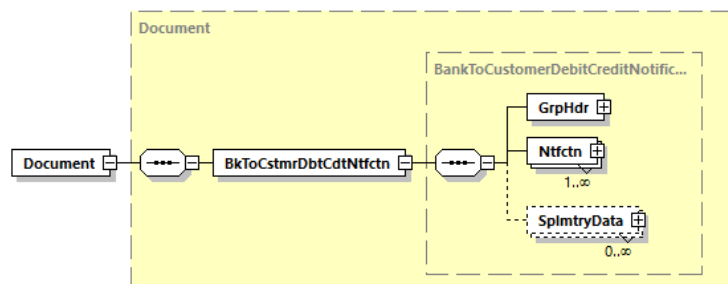 Document
BankToCustomerDebitCreditNotific...
GrpHdr
Document
BkToCstmrDbtCdtNtfctn
Ntfctn
1..∞
SplmtryData
0..∞